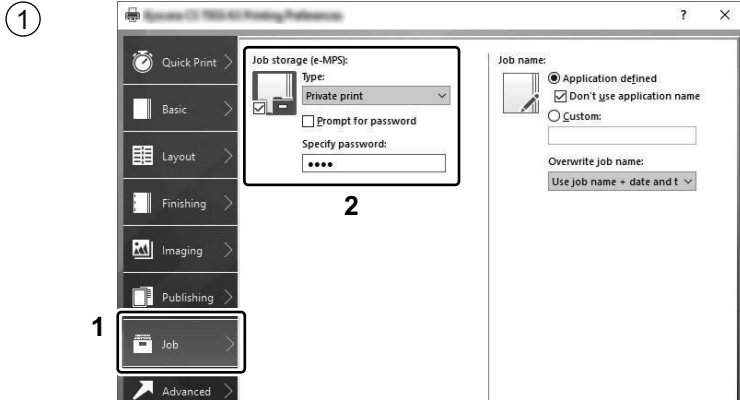 1
? ×
Quick Print
Basic
Layout
Finishing
Imaging
Publishing
1
Job
Advanced
Job storage (e-MPS):
Type:
Private print
Prompt for password
Specify password:
••••
2
Job name:
Application defined
Don't use application name
Custom:
Overwrite job name:
Use job name + date and t